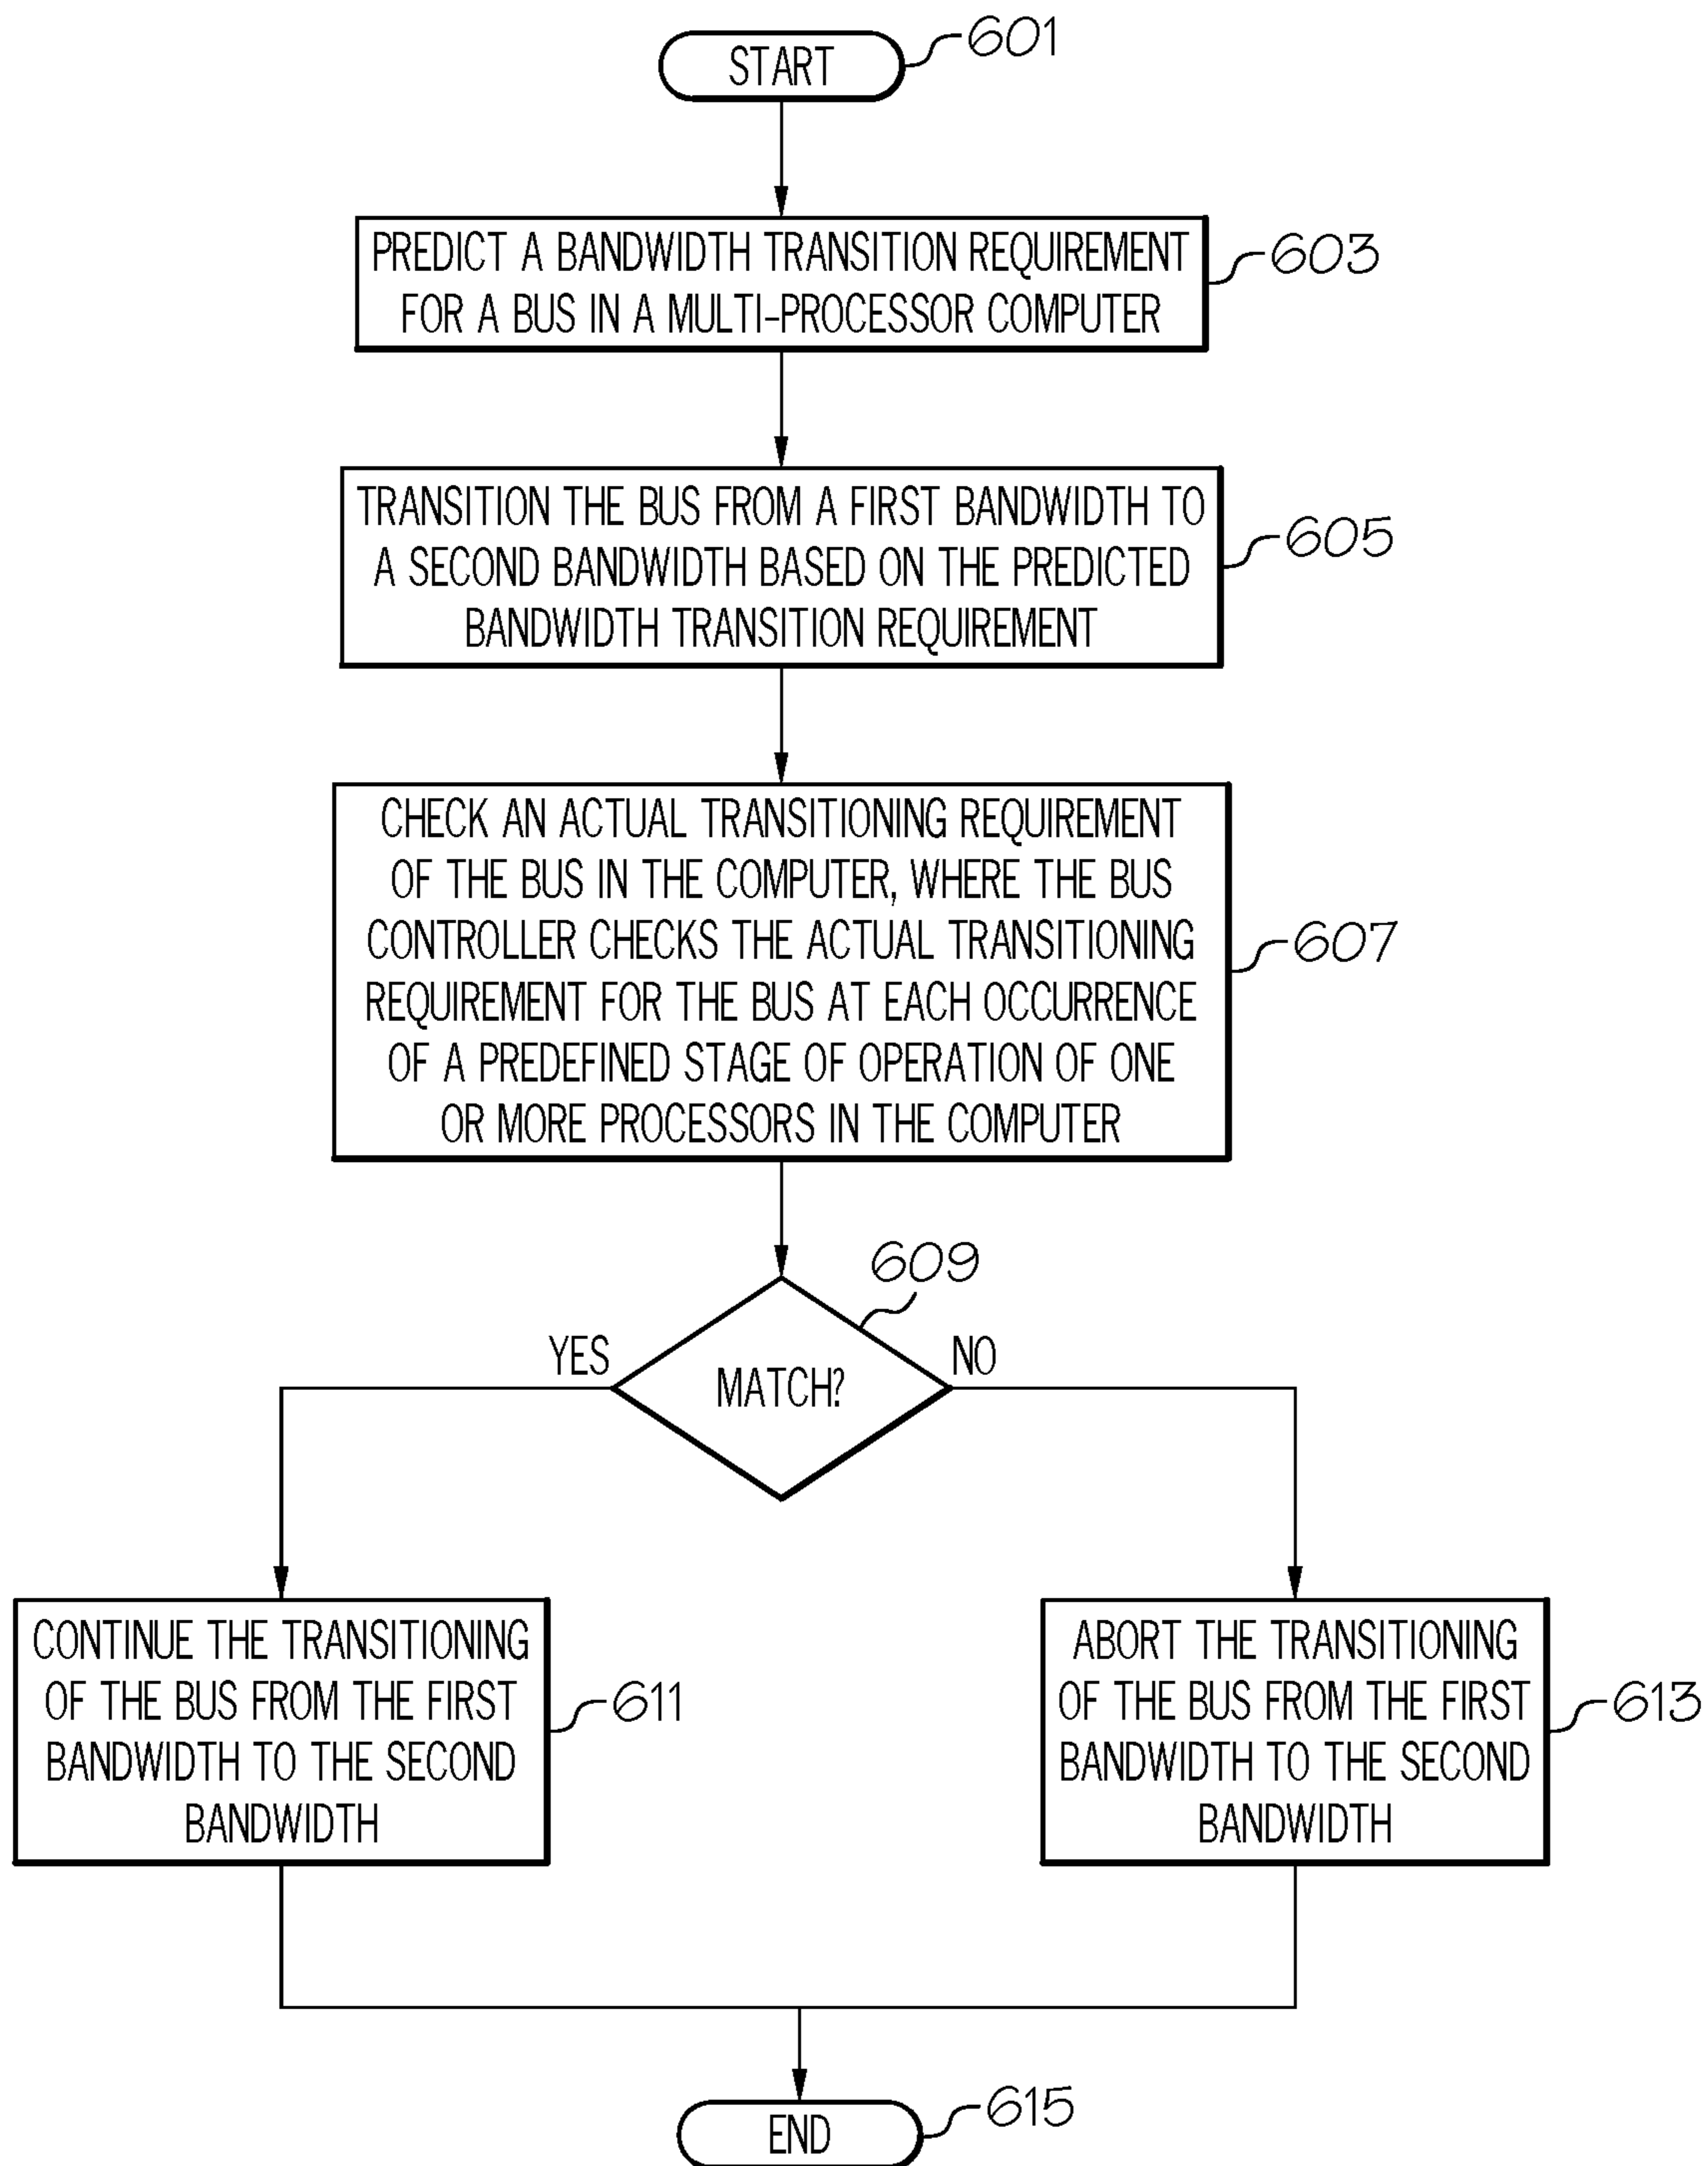 START
601
PREDICT A BANDWIDTH TRANSITION REQUIREMENT
FOR A BUS IN A MULTI-PROCESSOR COMPUTER
603
TRANSITION THE BUS FROM A FIRST BANDWIDTH TO
A SECOND BANDWIDTH BASED ON THE PREDICTED
BANDWIDTH TRANSITION REQUIREMENT
605
CHECK AN ACTUAL TRANSITIONING REQUIREMENT
OF THE BUS IN THE COMPUTER, WHERE THE BUS
CONTROLLER CHECKS THE ACTUAL TRANSITIONING
REQUIREMENT FOR THE BUS AT EACH OCCURRENCE
OF A PREDEFINED STAGE OF OPERATION OF ONE
OR MORE PROCESSORS IN THE COMPUTER
607
609
YES
MATCH?
NO
CONTINUE THE TRANSITIONING
OF THE BUS FROM THE FIRST
BANDWIDTH TO THE SECOND
BANDWIDTH
611
ABORT THE TRANSITIONING
OF THE BUS FROM THE FIRST
BANDWIDTH TO THE SECOND
BANDWIDTH
613
END
615